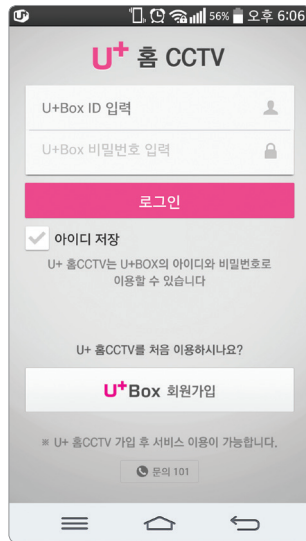 U+ 56% 오후 6:06
U+ 홈 CCTV
U+Box ID 입력
U+Box 비밀번호 입력
로그인
아이디 저장
U+ 홈CCTV는 U+BOX의 아이디와 비밀번호로
이용할 수 있습니다
U+ 홈CCTV를 처음 이용하시나요?
U+Box 회원가입
※ U+ 홈CCTV 가입 후 서비스 이용이 가능합니다.
문의 101